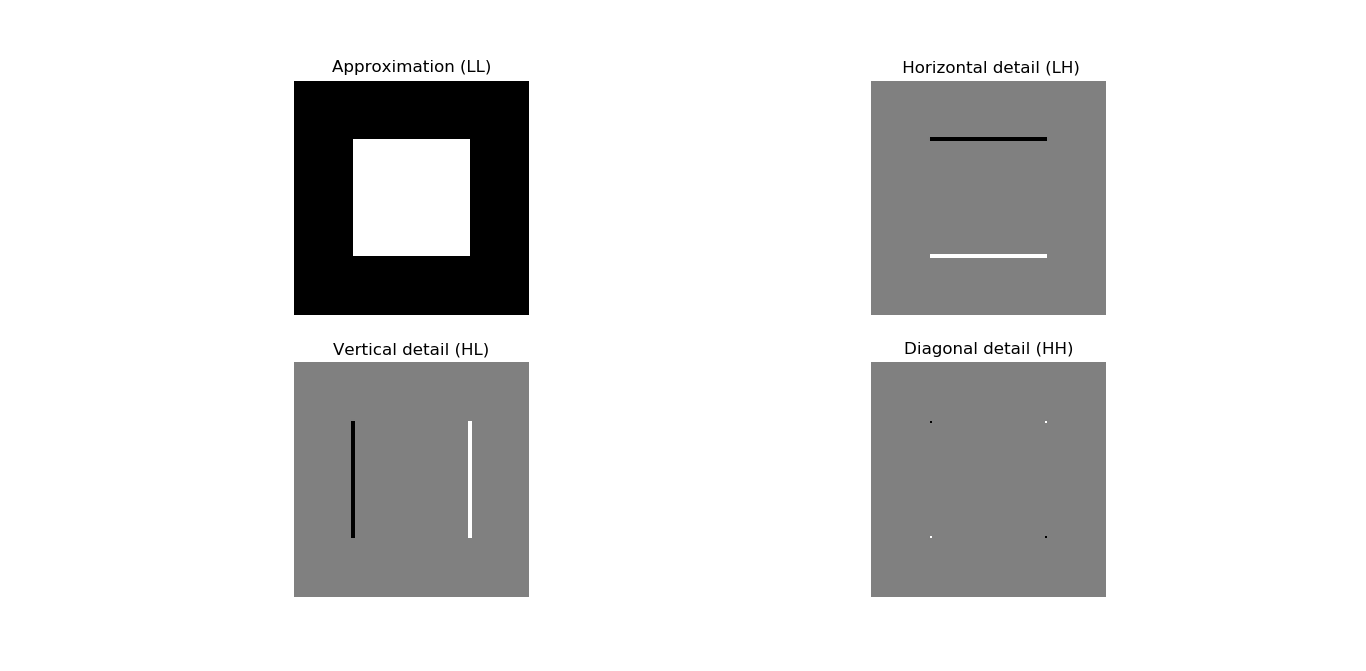 Approximation (LL)
Horizontal detail (LH)
Vertical detail (HL)
Diagonal detail (HH)